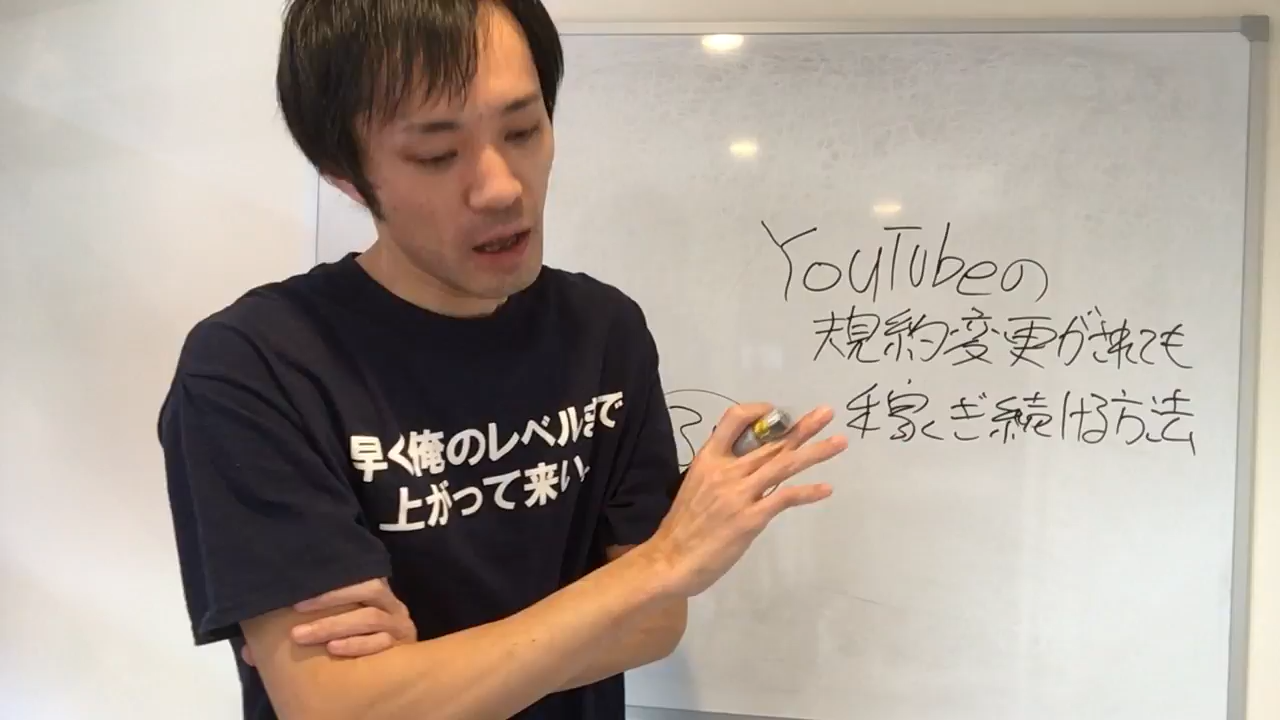 YouTubeの
規約変更がされても
稼ぎ続ける方法
早く俺のレベルまで
上がって来い